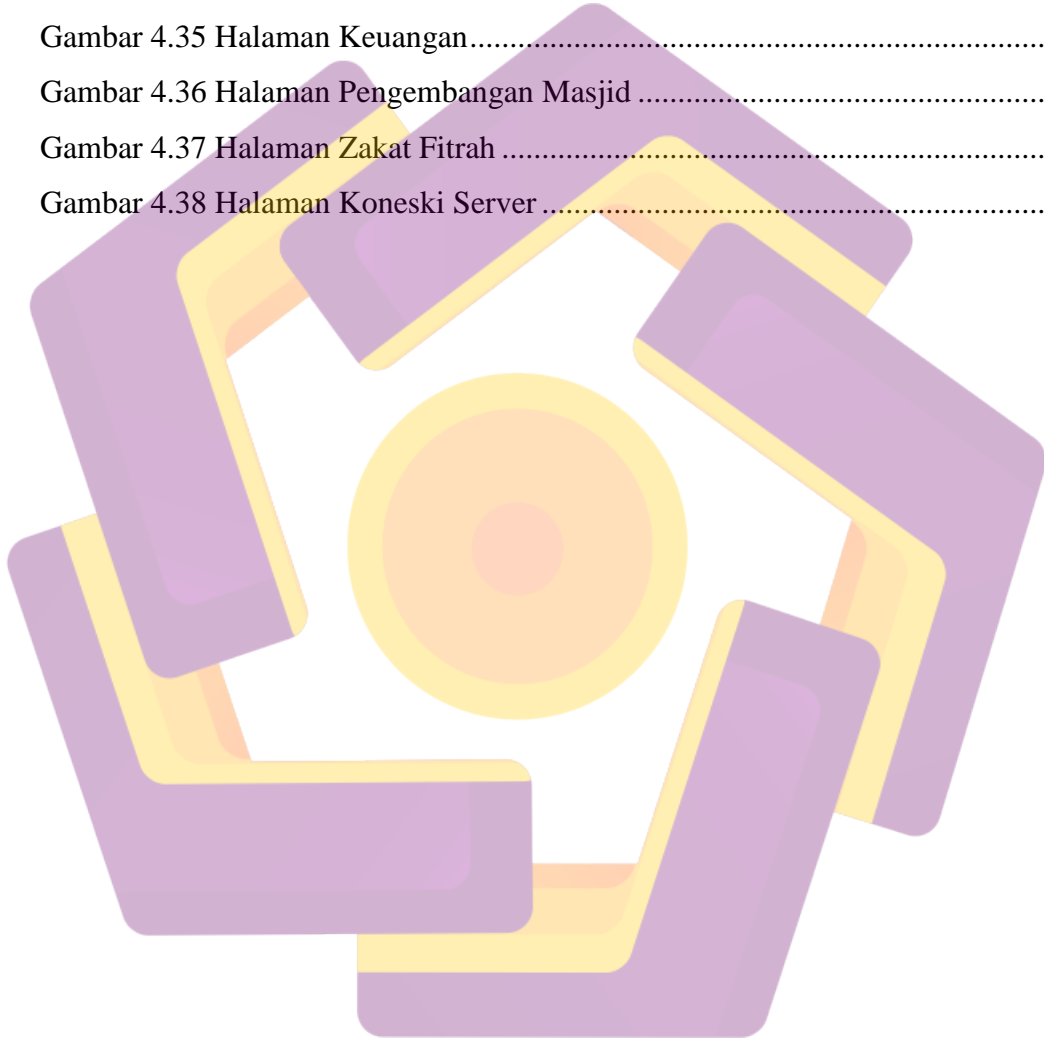 Gambar 4.35 Halaman Keuangan..........................................................................
Gambar 4.36 Halaman Pengembangan Masjid ....................................................
Gambar 4.37 Halaman Zakat Fitrah .....................................................................
Gambar 4.38 Halaman Koneski Server ................................................................